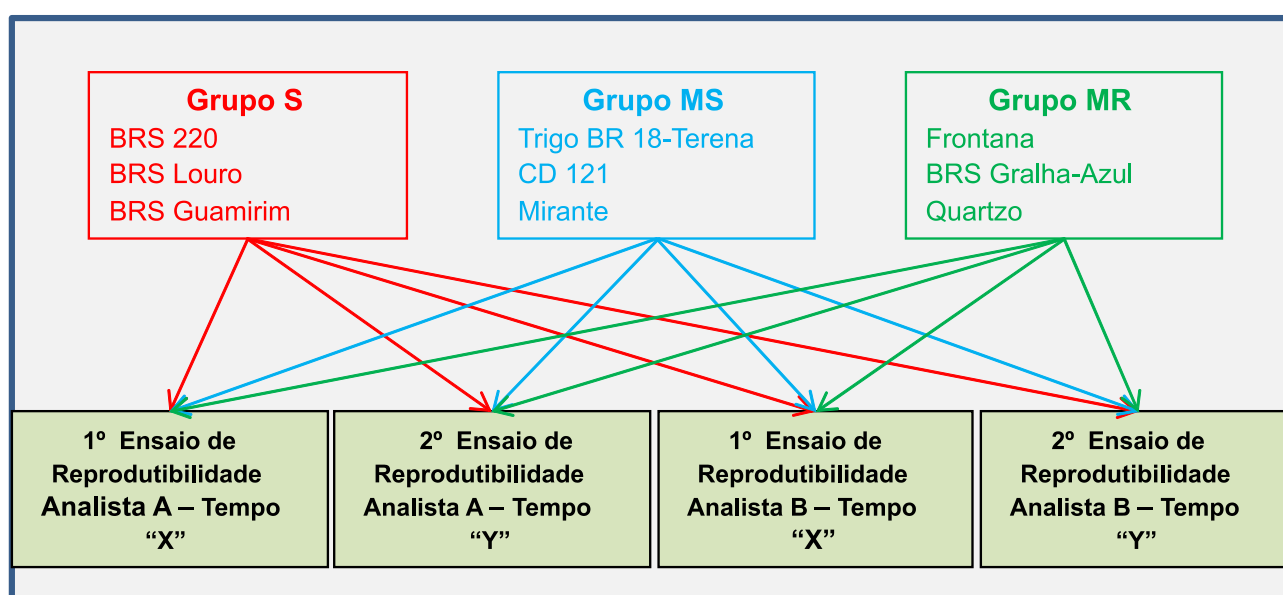 Grupo S
BRS 220
BRS Louro
BRS Guamirim
Grupo MS
Trigo BR 18-Terena
CD 121
Mirante
Grupo MR
Frontana
BRS Gralha-Azul
Quartzo
1º Ensaio de
Reprodutibilidade
Analista A – Tempo
“X”
2º Ensaio de
Reprodutibilidade
Analista A – Tempo
“Y”
1º Ensaio de
Reprodutibilidade
Analista B – Tempo
“X”
2º Ensaio de
Reprodutibilidade
Analista B – Tempo
“Y”